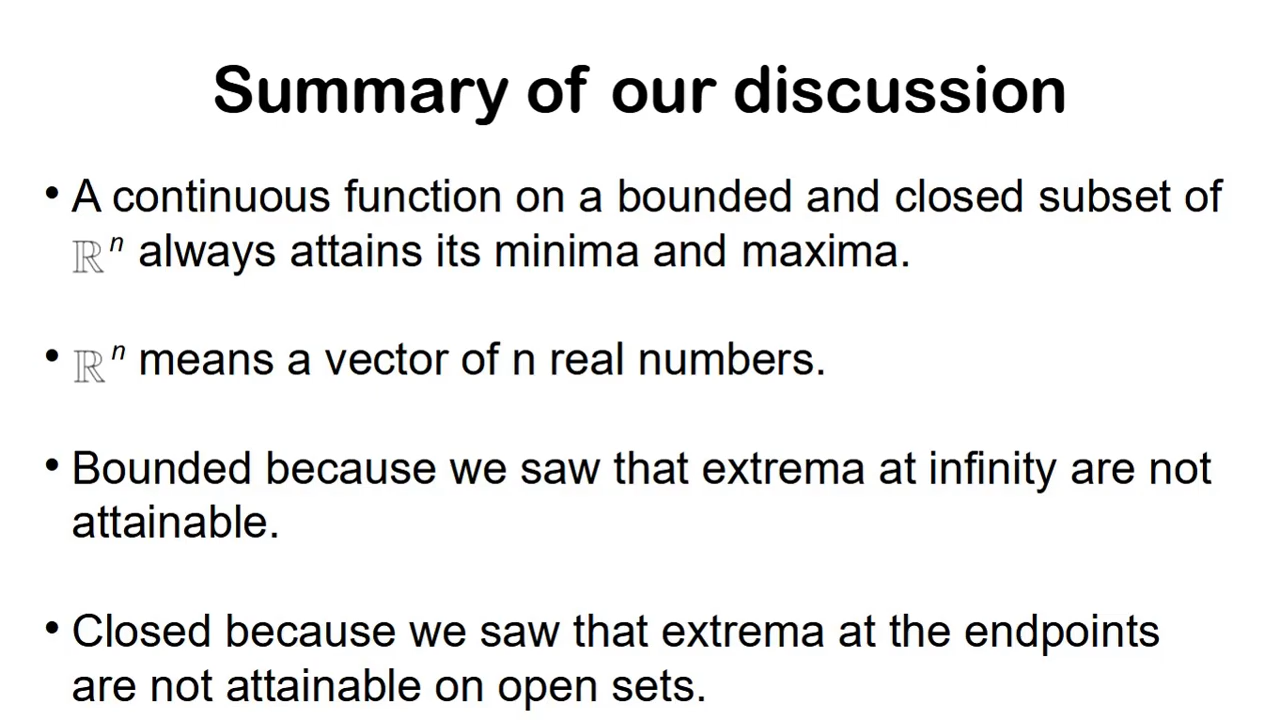 Summary of our discussion
• A continuous function on a bounded and closed subset of
ℝⁿ always attains its minima and maxima.
• ℝⁿ means a vector of n real numbers.
• Bounded because we saw that extrema at infinity are not
attainable.
• Closed because we saw that extrema at the endpoints
are not attainable on open sets.